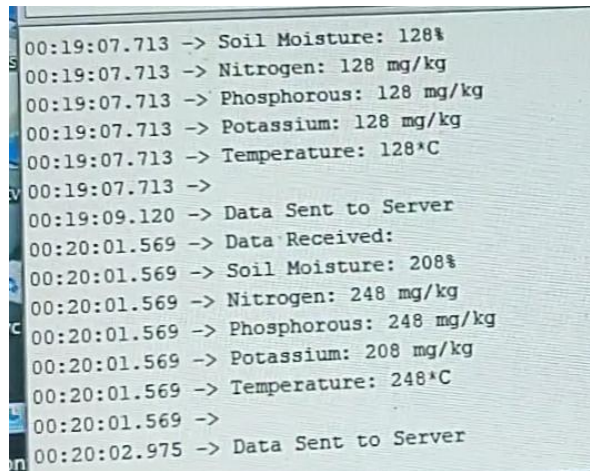 00:19:07.713 -> Soil Moisture: 128%
00:19:07.713 -> Nitrogen: 128 mg/kg
00:19:07.713 -> Phosphorous: 128 mg/kg
00:19:07.713 -> Potassium: 128 mg/kg
00:19:07.713 -> Temperature: 128*C
00:19:07.713 ->
00:19:09.120 -> Data Sent to Server
00:20:01.569 -> Data Received:
00:20:01.569 -> Soil Moisture: 208%
00:20:01.569 -> Nitrogen: 248 mg/kg
00:20:01.569 -> Phosphorous: 248 mg/kg
00:20:01.569 -> Potassium: 208 mg/kg
00:20:01.569 -> Temperature: 248*C
00:20:01.569 ->
00:20:02.975 -> Data Sent to Server